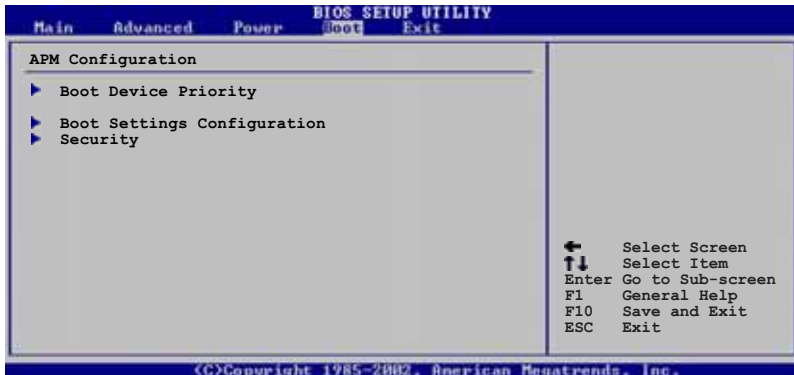 BIOS SETUP UTILITY
Main Advanced Power Boot Exit
APM Configuration
Boot Device Priority
Boot Settings Configuration
Security
← Select Screen
↑↓ Select Item
Enter Go to Sub-screen
F1 General Help
F10 Save and Exit
ESC Exit
(C)Copyright 1985-2002, American Megatrends, Inc.